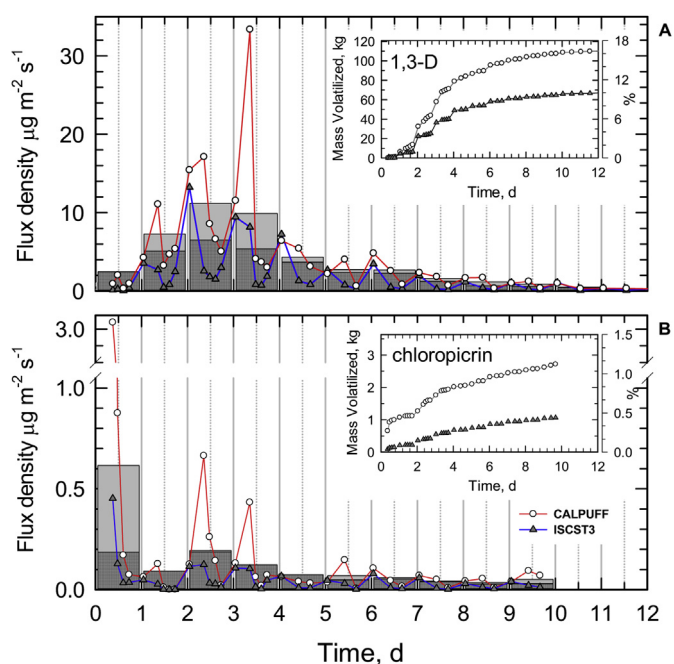 A
Flux density µg m⁻² s⁻¹
30
20
10
0
1,3-D
Mass Volatilized, kg
120
100
80
60
40
20
0
18
12
6
0
%
0 2 4 6 8 10 12
Time, d
B
Flux density µg m⁻² s⁻¹
3.0
1.0
0.5
0.0
chloropicrin
Mass Volatilized, kg
3
2
1
0
1.5
1.0
0.5
0.0
%
0 2 4 6 8 10 12
Time, d
CALPUFF
ISCST3
0 1 2 3 4 5 6 7 8 9 10 11 12
Time, d